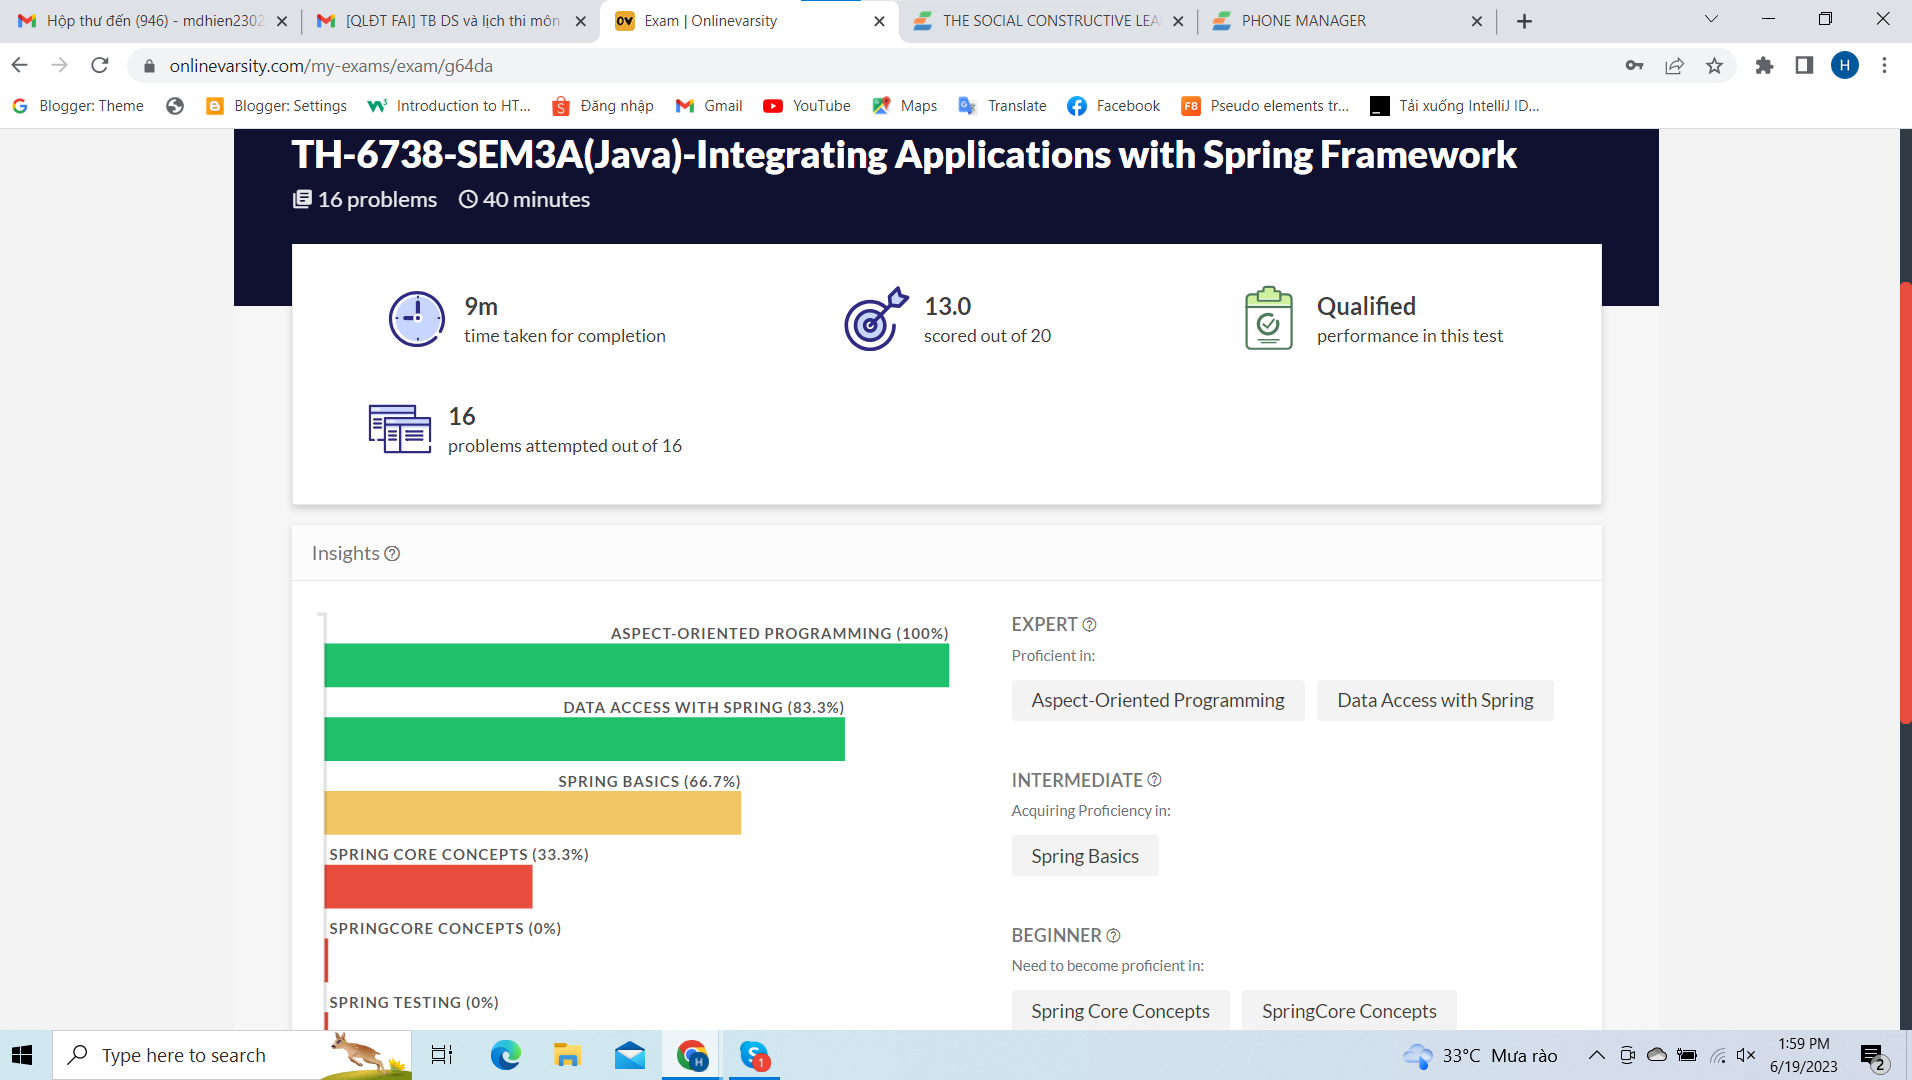 Hộp thư đến (946) - mdhien2302
[QLĐT FAI] TB DS và lịch thi môn
Exam | Onlinevarsity
THE SOCIAL CONSTRUCTIVE LEA
PHONE MANAGER
onlinevarsity.com/my-exams/exam/g64da
H
Blogger: Theme
Blogger: Settings
Introduction to HT...
Đăng nhập
Gmail
YouTube
Maps
Translate
Facebook
Pseudo elements tr...
Tải xuống IntelliJ ID...
TH-6738-SEM3A(Java)-Integrating Applications with Spring Framework
16 problems
40 minutes
9m
time taken for completion
13.0
scored out of 20
Qualified
performance in this test
16
problems attempted out of 16
Insights
ASPECT-ORIENTED PROGRAMMING (100%)
DATA ACCESS WITH SPRING (83.3%)
SPRING BASICS (66.7%)
SPRING CORE CONCEPTS (33.3%)
SPRINGCORE CONCEPTS (0%)
SPRING TESTING (0%)
EXPERT
Proficient in:
Aspect-Oriented Programming
Data Access with Spring
INTERMEDIATE
Acquiring Proficiency in:
Spring Basics
BEGINNER
Need to become proficient in:
Spring Core Concepts
SpringCore Concepts
Type here to search
33°C Mưa rào
1:59 PM
6/19/2023
2